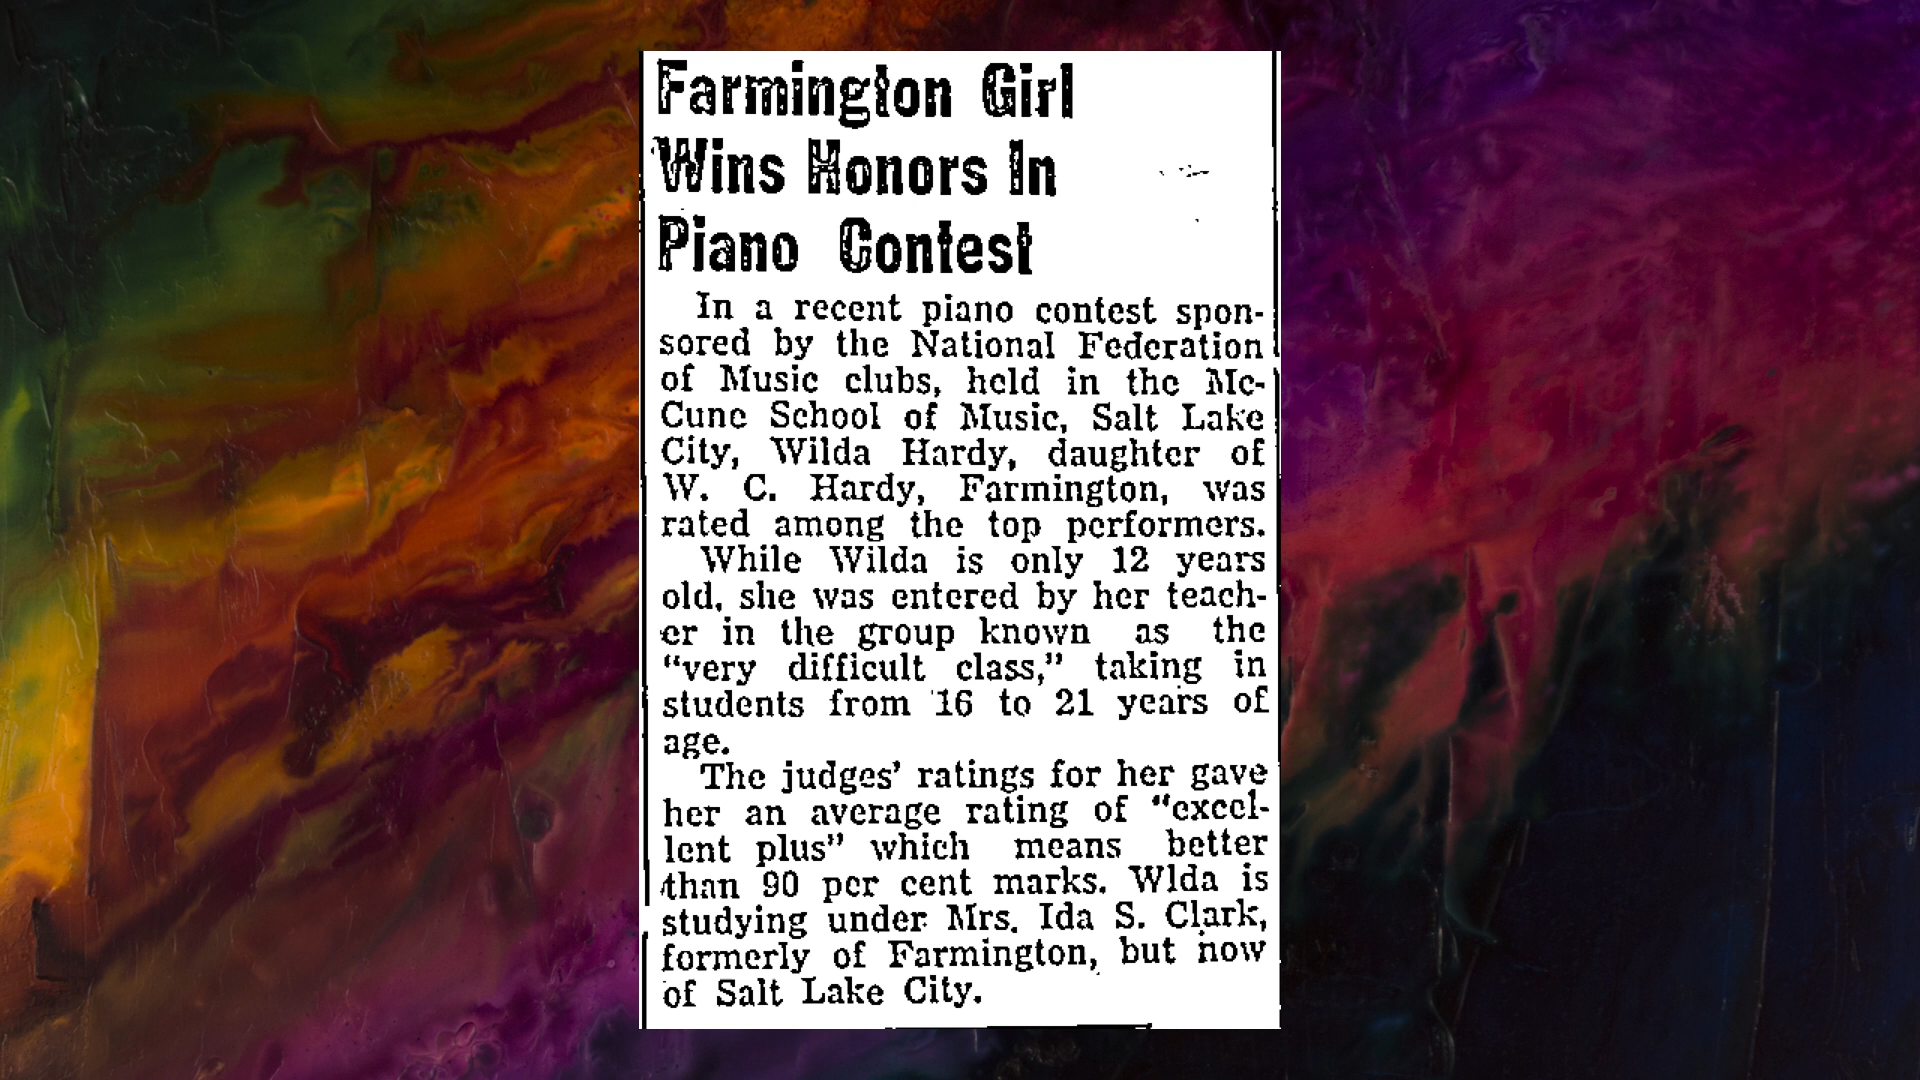 Farmington Girl
Wins Honors In
Piano Contest
In a recent piano contest spon-
sored by the National Federation
of Music clubs, held in the Mc-
Cune School of Music, Salt Lake
City, Wilda Hardy, daughter of
W. C. Hardy, Farmington, was
rated among the top performers.
While Wilda is only 12 years
old, she was entered by her teach-
er in the group known as the
“very difficult class,” taking in
students from 16 to 21 years of
age.
The judges’ ratings for her gave
her an average rating of “excel-
lent plus” which means better
than 90 per cent marks. Wlda is
studying under Mrs. Ida S. Clark,
formerly of Farmington, but now
of Salt Lake City.